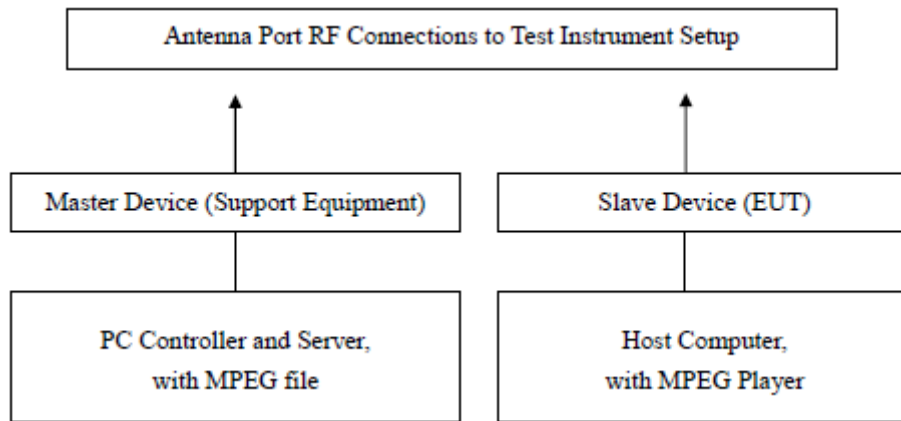 Antenna Port RF Connections to Test Instrument Setup
Master Device (Support Equipment)
Slave Device (EUT)
PC Controller and Server,
with MPEG file
Host Computer,
with MPEG Player